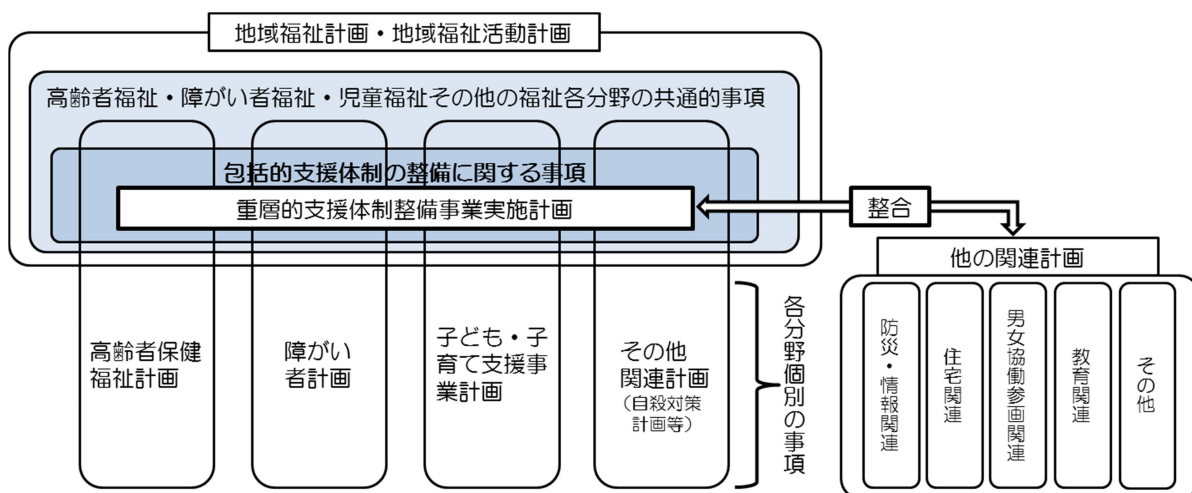 地域福祉計画・地域福祉活動計画
高齢者福祉・障がい者福祉・児童福祉その他の福祉各分野の共通的事項
包括的支援体制の整備に関する事項
重層的支援体制整備事業実施計画
整合
他の関連計画
高齢者保健
福祉計画
障がい
者計画
子ども・子
育て支援事
業計画
その他
関連計画
（自殺対策
計画等）
各分野個別の事項
防災・情報関連
住宅関連
男女協働参画関連
教育関連
その他